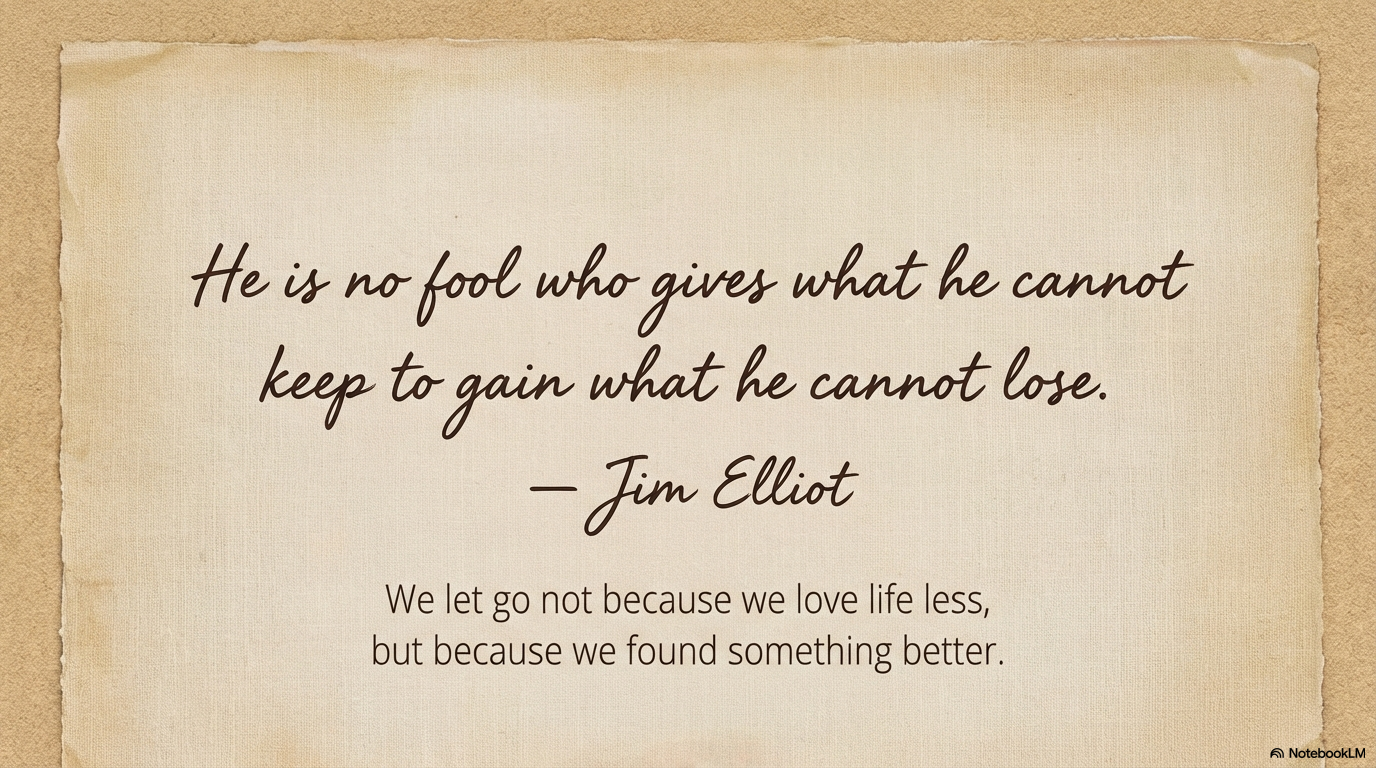 He is no fool who gives what he cannot
keep to gain what he cannot lose.
— Jim Elliot
We let go not because we love life less,
but because we found something better.
NotebookLM